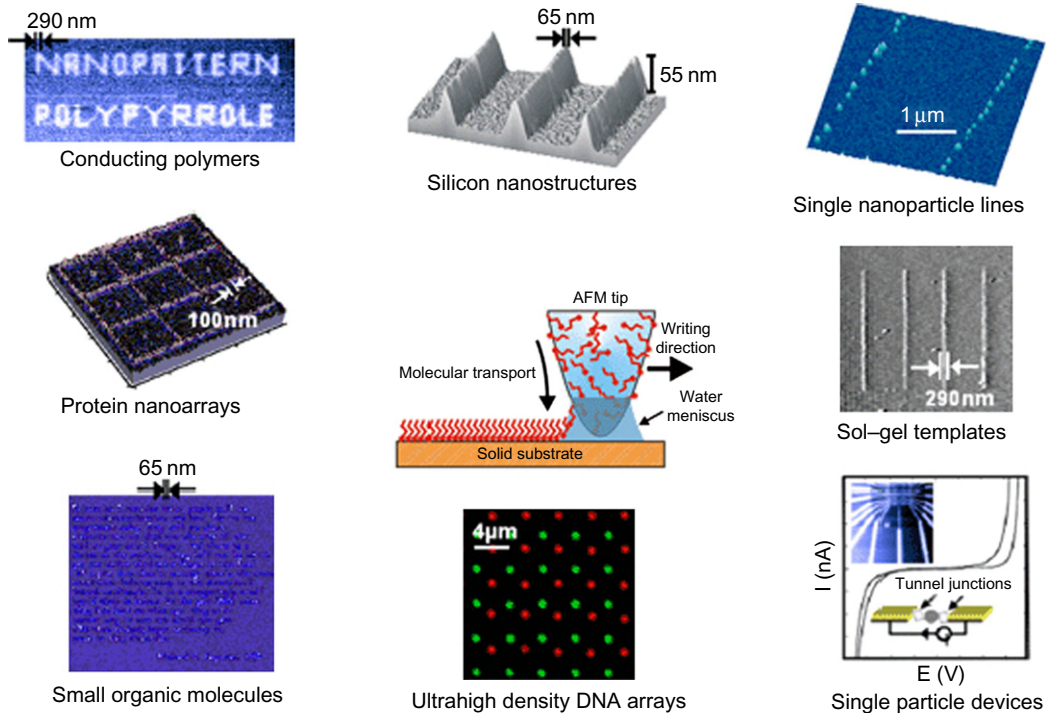 290 nm
NANOPATTERN
POLYPYRROLE
Conducting polymers
65 nm
55 nm
Silicon nanostructures
1 μm
Single nanoparticle lines
100nm
Protein nanoarrays
AFM tip
Writing
direction
Molecular transport
Water
meniscus
Solid substrate
290nm
Sol–gel templates
65 nm
Small organic molecules
4μm
Ultrahigh density DNA arrays
I (nA)
Tunnel junctions
E (V)
Single particle devices